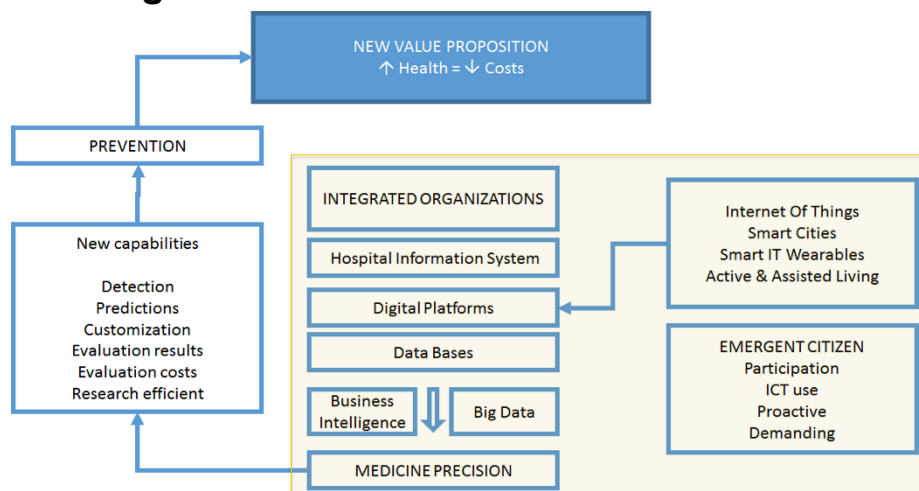 NEW VALUE PROPOSITION
↑ Health = ↓ Costs
PREVENTION
New capabilities
Detection
Predictions
Customization
Evaluation results
Evaluation costs
Research efficient
INTEGRATED ORGANIZATIONS
Hospital Information System
Digital Platforms
Data Bases
Business
Intelligence
Big Data
MEDICINE PRECISION
Internet Of Things
Smart Cities
Smart IT Wearables
Active & Assisted Living
EMERGENT CITIZEN
Participation
ICT use
Proactive
Demanding